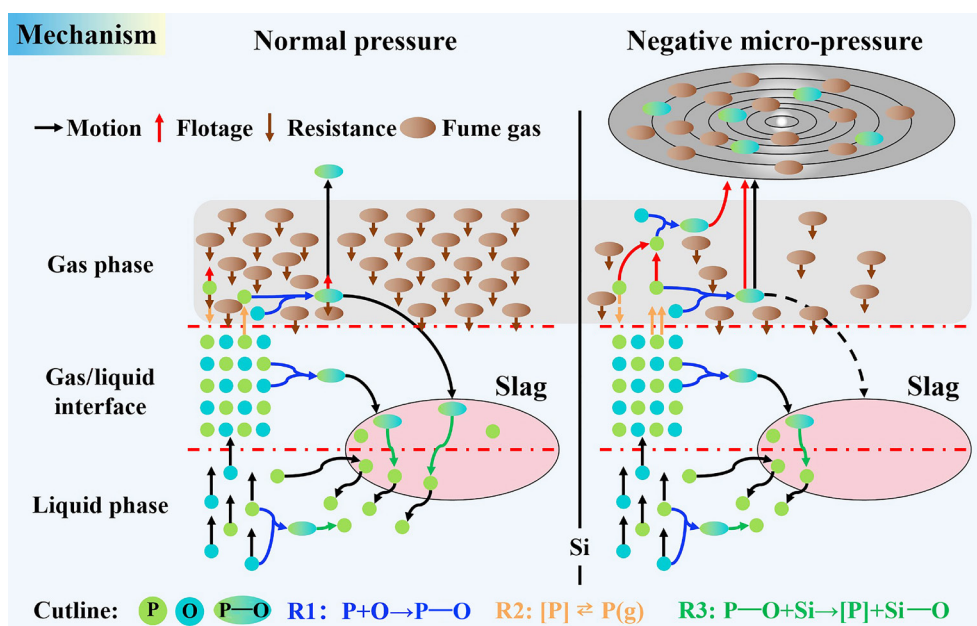 Mechanism
Normal pressure
Negative micro-pressure
Motion
Flotage
Resistance
Fume gas
Gas phase
Gas/liquid
interface
Slag
Slag
Liquid phase
Si
Cutline:
P
O
P—O
R1: P+O→P—O
R2: [P] ⇄ P(g)
R3: P—O+Si→[P]+Si—O